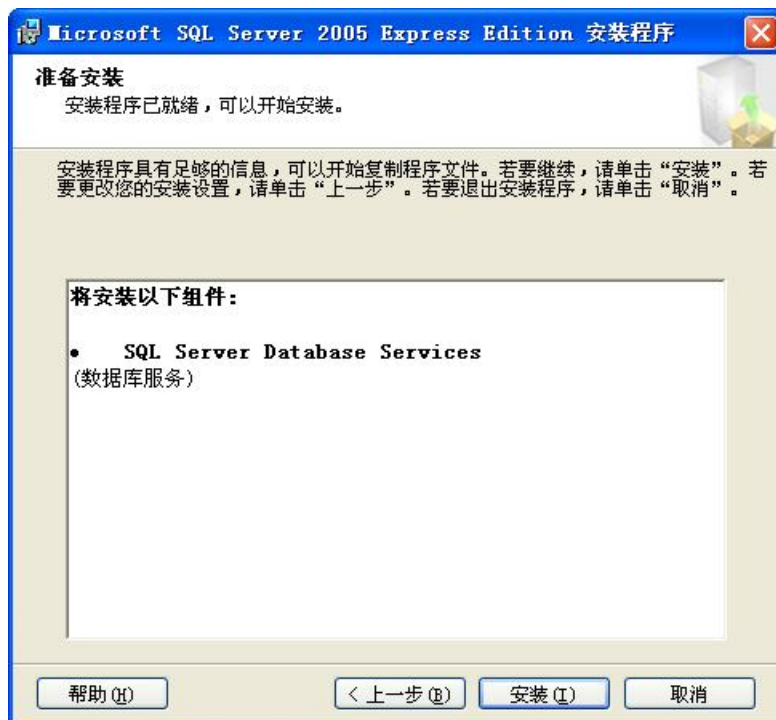 Microsoft SQL Server 2005 Express Edition 安装程序
准备安装
安装程序已就绪，可以开始安装。
安装程序具有足够的信息，可以开始复制程序文件。若要继续，请单击“安装”。若
要更改您的安装设置，请单击“上一步”。若要退出安装程序，请单击“取消”。
将安装以下组件：
• SQL Server Database Services
(数据库服务)
帮助(H) < 上一步(B) 安装(I) 取消